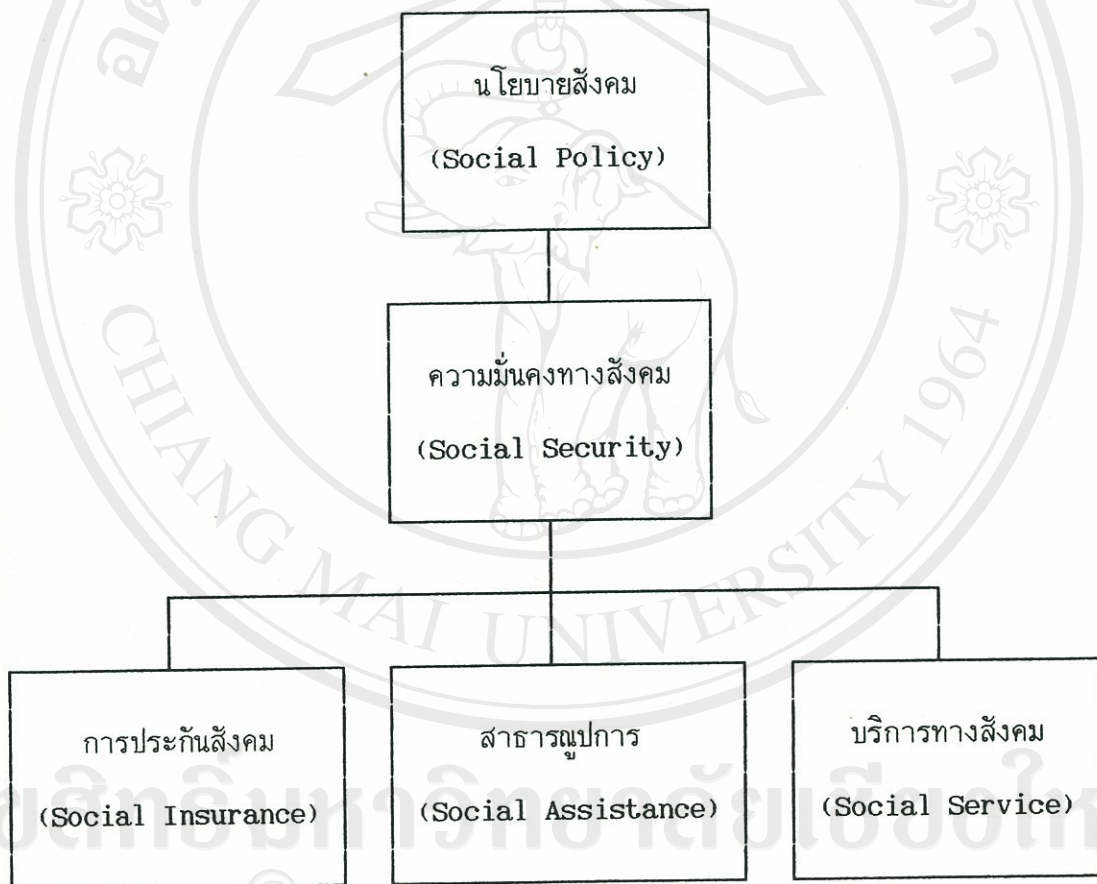 นโยบายสังคม
(Social Policy)
ความมั่นคงทางสังคม
(Social Security)
การประกันสังคม
(Social Insurance)
สาธารณูปการ
(Social Assistance)
บริการทางสังคม
(Social Service)
CHIANG MAI UNIVERSITY 1964